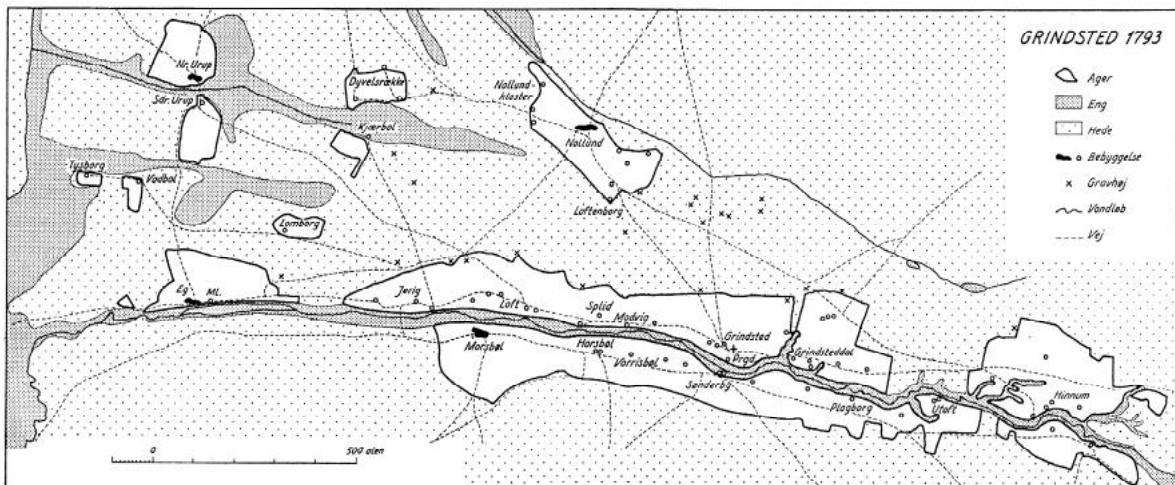 GRINDSTED 1793
Ager
Eng
Hede
Bebyggelse
Gravhøj
Vandløb
Vej
Nr. Urup
Sdr. Urup
Dyvelsrække
Nollund-
kloster
Kjærbøl
Nollund
Tysborg
Vadbøl
Loftenborg
Lomborg
Eg
Ml.
Jerig
Loft
Splid
Modvig
Grindsted
Morsbøl
Horsbøl
Vorrisbøl
Prgd.
Grindsteddal
Sønderby
Plagborg
Utoft
Hinnum
0
500 alen